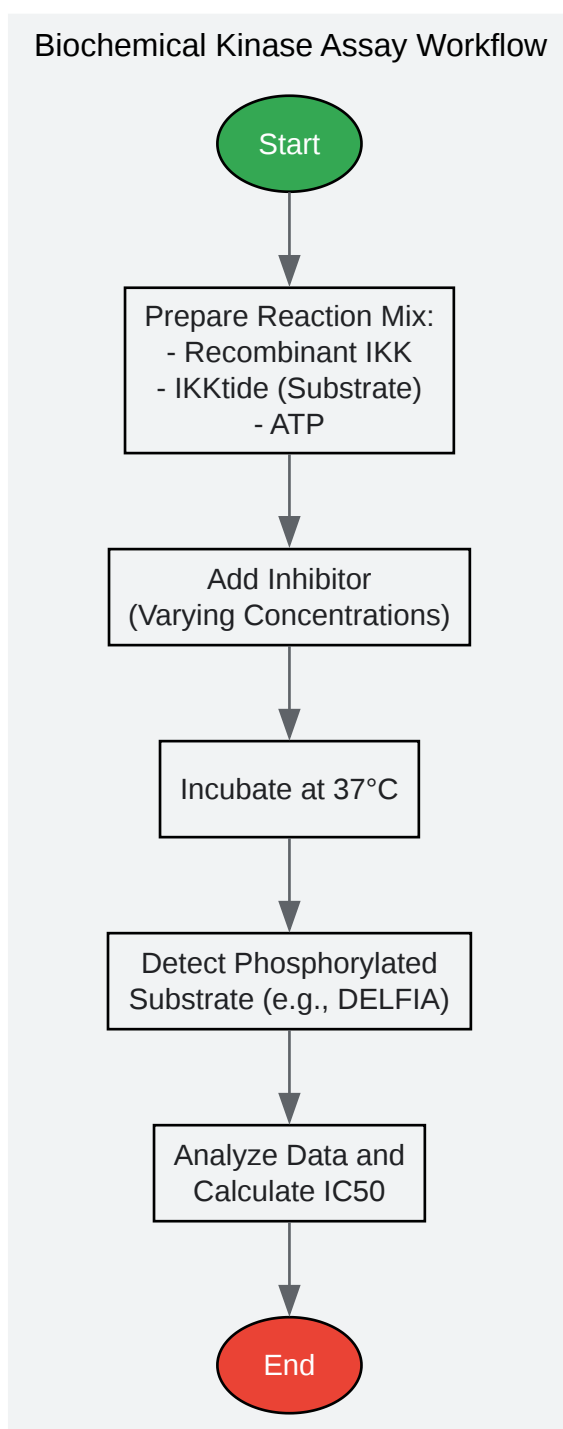 Biochemical Kinase Assay Workflow
Start
Prepare Reaction Mix:
- Recombinant IKK
- IKKtide (Substrate)
- ATP
Add Inhibitor
(Varying Concentrations)
Incubate at 37°C
Detect Phosphorylated
Substrate (e.g., DELFIA)
Analyze Data and
Calculate IC50
End